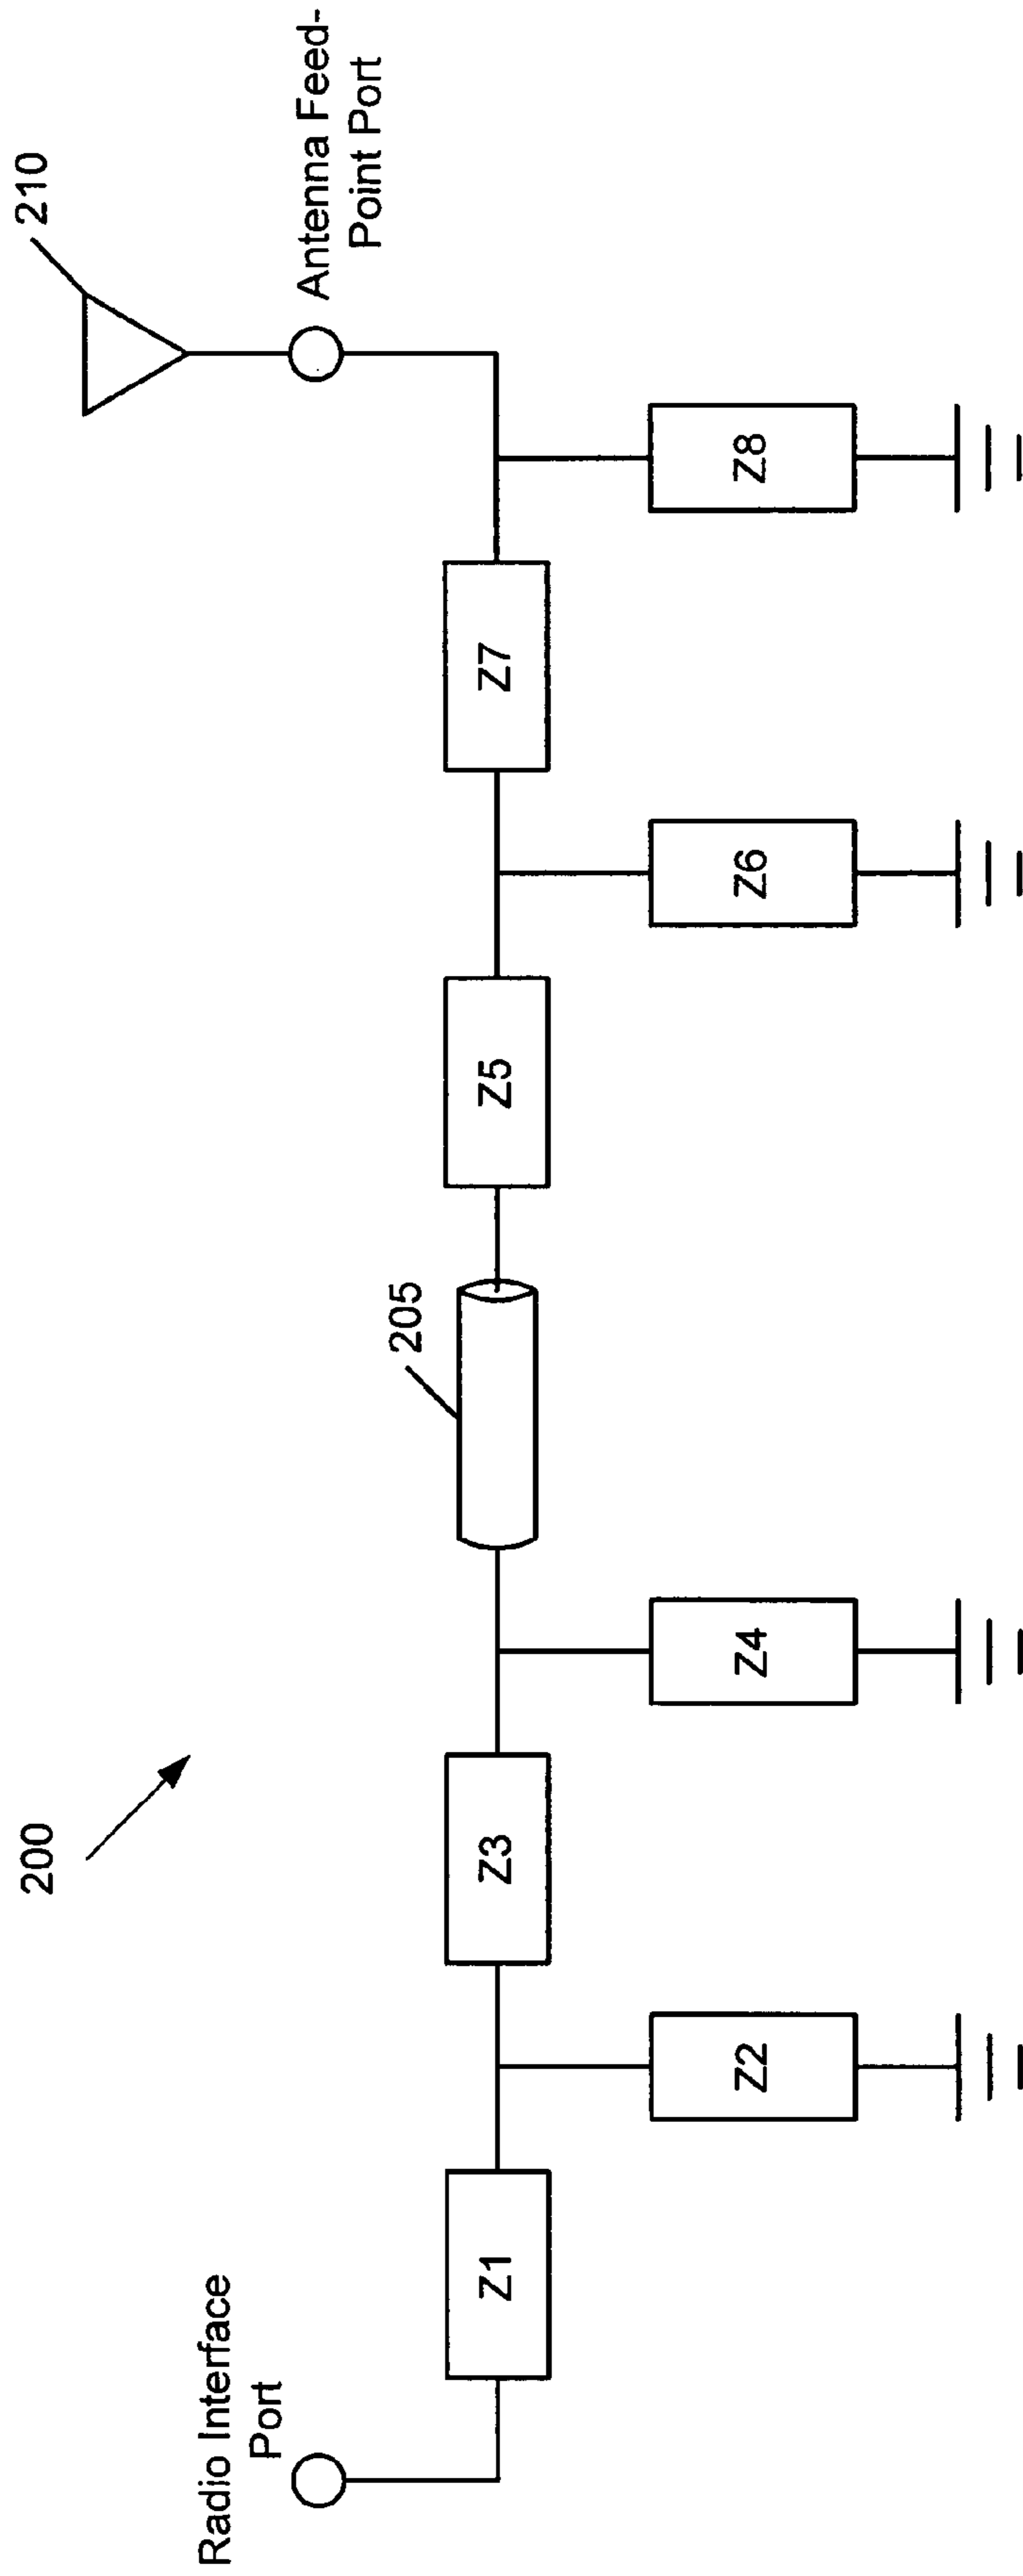 200
210
Radio Interface
Port
Antenna Feed-
Point Port
205
Z1
Z3
Z5
Z7
Z2
Z4
Z6
Z8